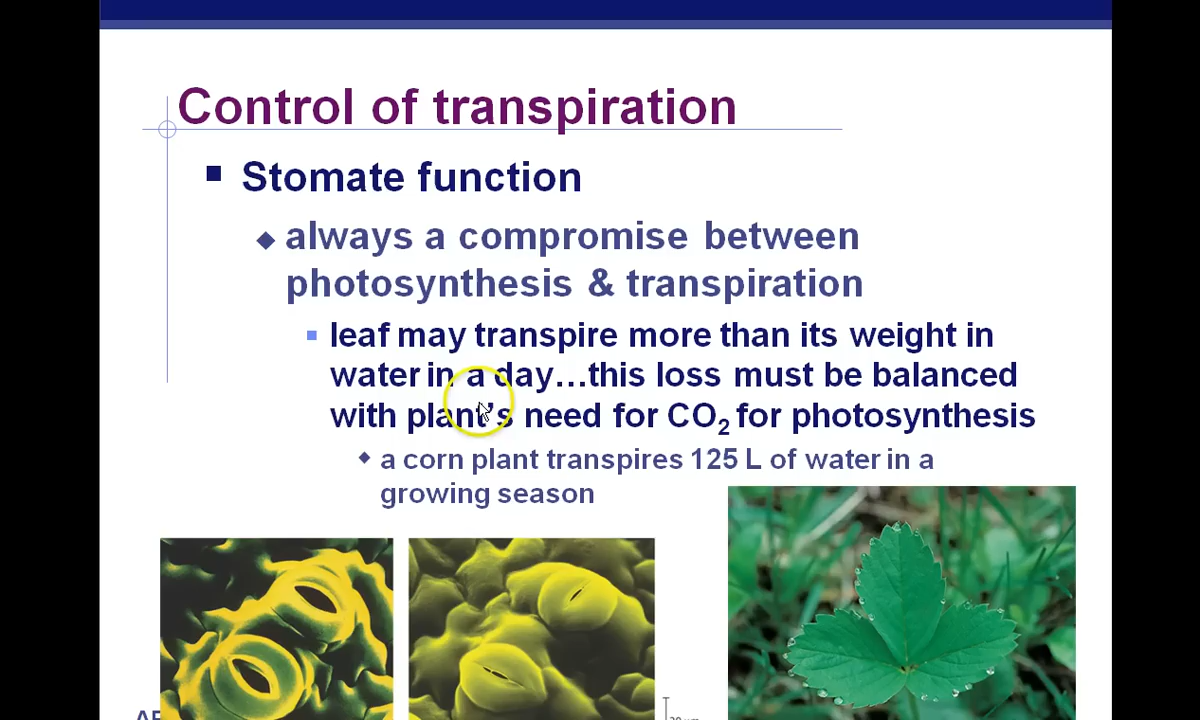 Control of transpiration
■ Stomate function
◆ always a compromise between
photosynthesis & transpiration
▪ leaf may transpire more than its weight in
water in a day…this loss must be balanced
with plant's need for CO₂ for photosynthesis
◆ a corn plant transpires 125 L of water in a
growing season